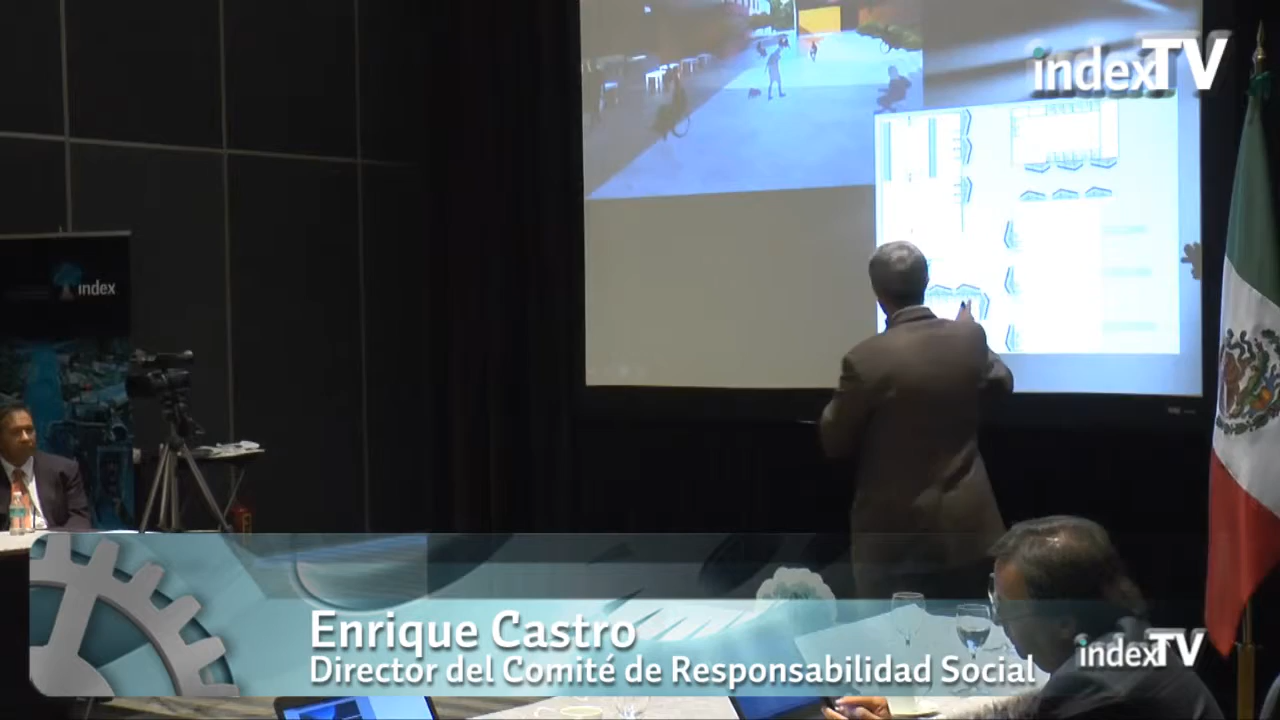 indexTV
index
Enrique Castro
Director del Comité de Responsabilidad Social
indexTV